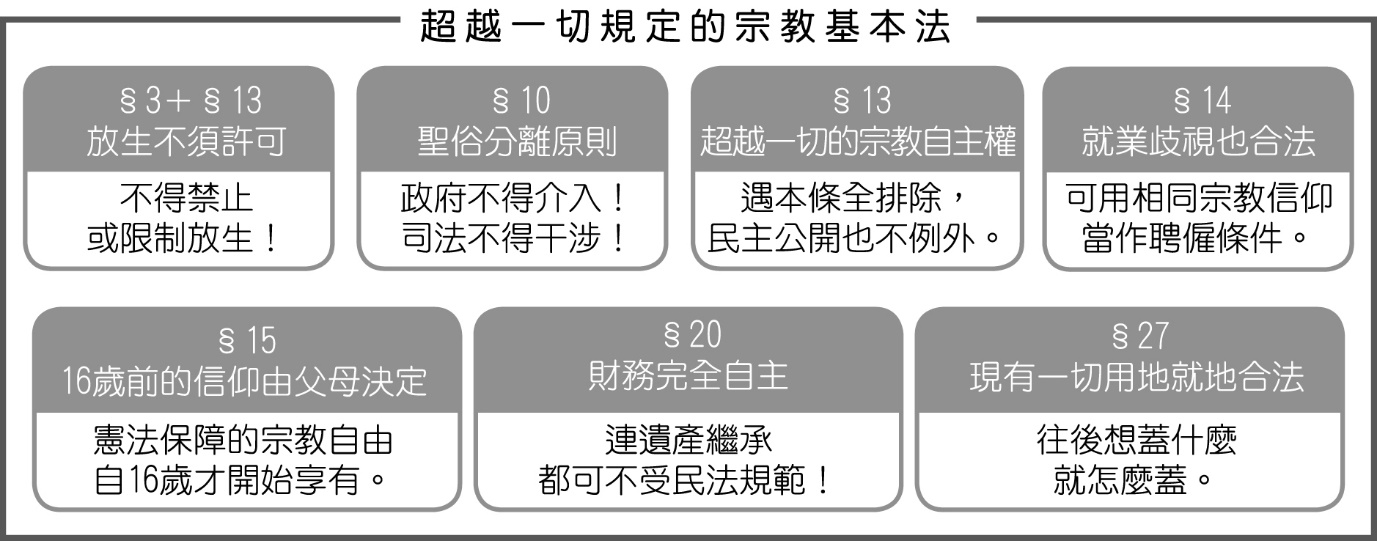 超越一切規定的宗教基本法
§3＋§13
放生不須許可
不得禁止
或限制放生！
§10
聖俗分離原則
政府不得介入！
司法不得干涉！
§13
超越一切的宗教自主權
遇本條全排除，
民主公開也不例外。
§14
就業歧視也合法
可用相同宗教信仰
當作聘僱條件。
§15
16歲前的信仰由父母決定
憲法保障的宗教自由
自16歲才開始享有。
§20
財務完全自主
連遺產繼承
都可不受民法規範！
§27
現有一切用地就地合法
往後想蓋什麼
就怎麼蓋。